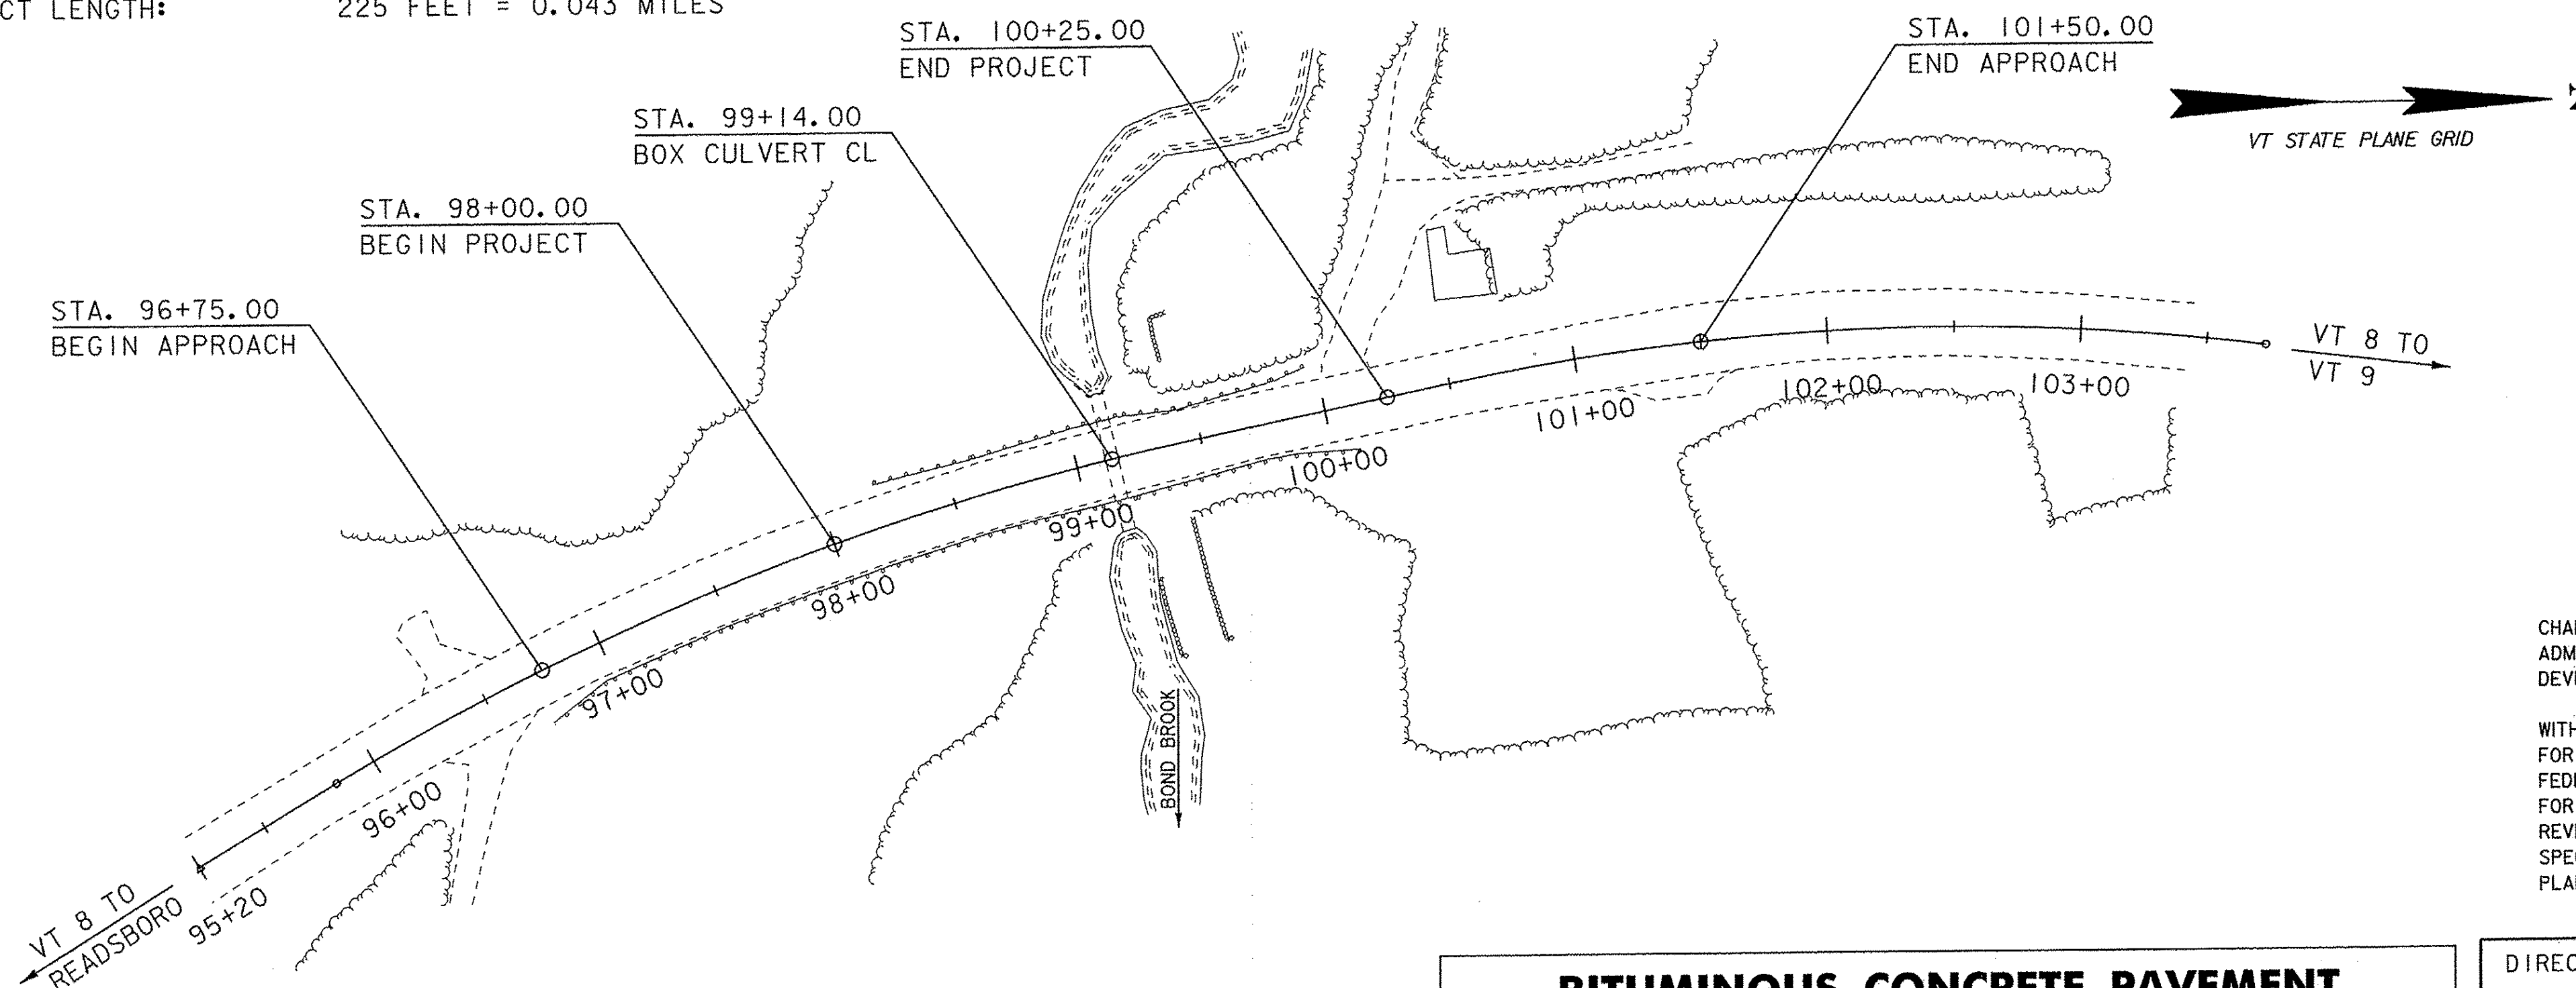 CT LENGTH: 225 FEET = 0.043 MILES
STA. 100+25.00
END PROJECT
STA. 101+50.00
END APPROACH
VT STATE PLANE GRID
STA. 99+14.00
BOX CULVERT CL
STA. 98+00.00
BEGIN PROJECT
STA. 96+75.00
BEGIN APPROACH
VT 8 TO
VT 9
103+00
102+00
101+00
100+00
99+00
98+00
97+00
96+00
95+20
BOND BROOK
VT 8 TO
READSBORO
CHA
ADM
DEV
WITH
FOR
FED
FOR
REV
SPE
PLA
BITUMINOUS CONCRETE PAVEMENT
DIREC